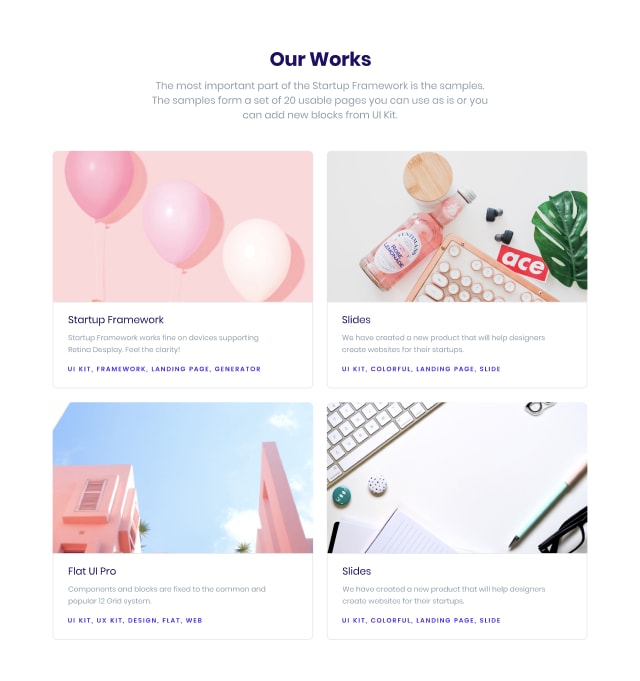 Our Works
The most important part of the Startup Framework is the samples.
The samples form a set of 20 usable pages you can use as is or you
can add new blocks from UI Kit.
FENTIMANS
ROSE
LEMONADE
ace
Startup Framework
Startup Framework works fine on devices supporting
Retina Desplay. Feel the clarity!
UI KIT, FRAMEWORK, LANDING PAGE, GENERATOR
Slides
We have created a new product that will help designers
create websites for their startups.
UI KIT, COLORFUL, LANDING PAGE, SLIDE
Flat UI Pro
Components and blocks are fixed to the common and
popular 12 Grid system.
UI KIT, UX KIT, DESIGN, FLAT, WEB
Slides
We have created a new product that will help designers
create websites for their startups.
UI KIT, COLORFUL, LANDING PAGE, SLIDE